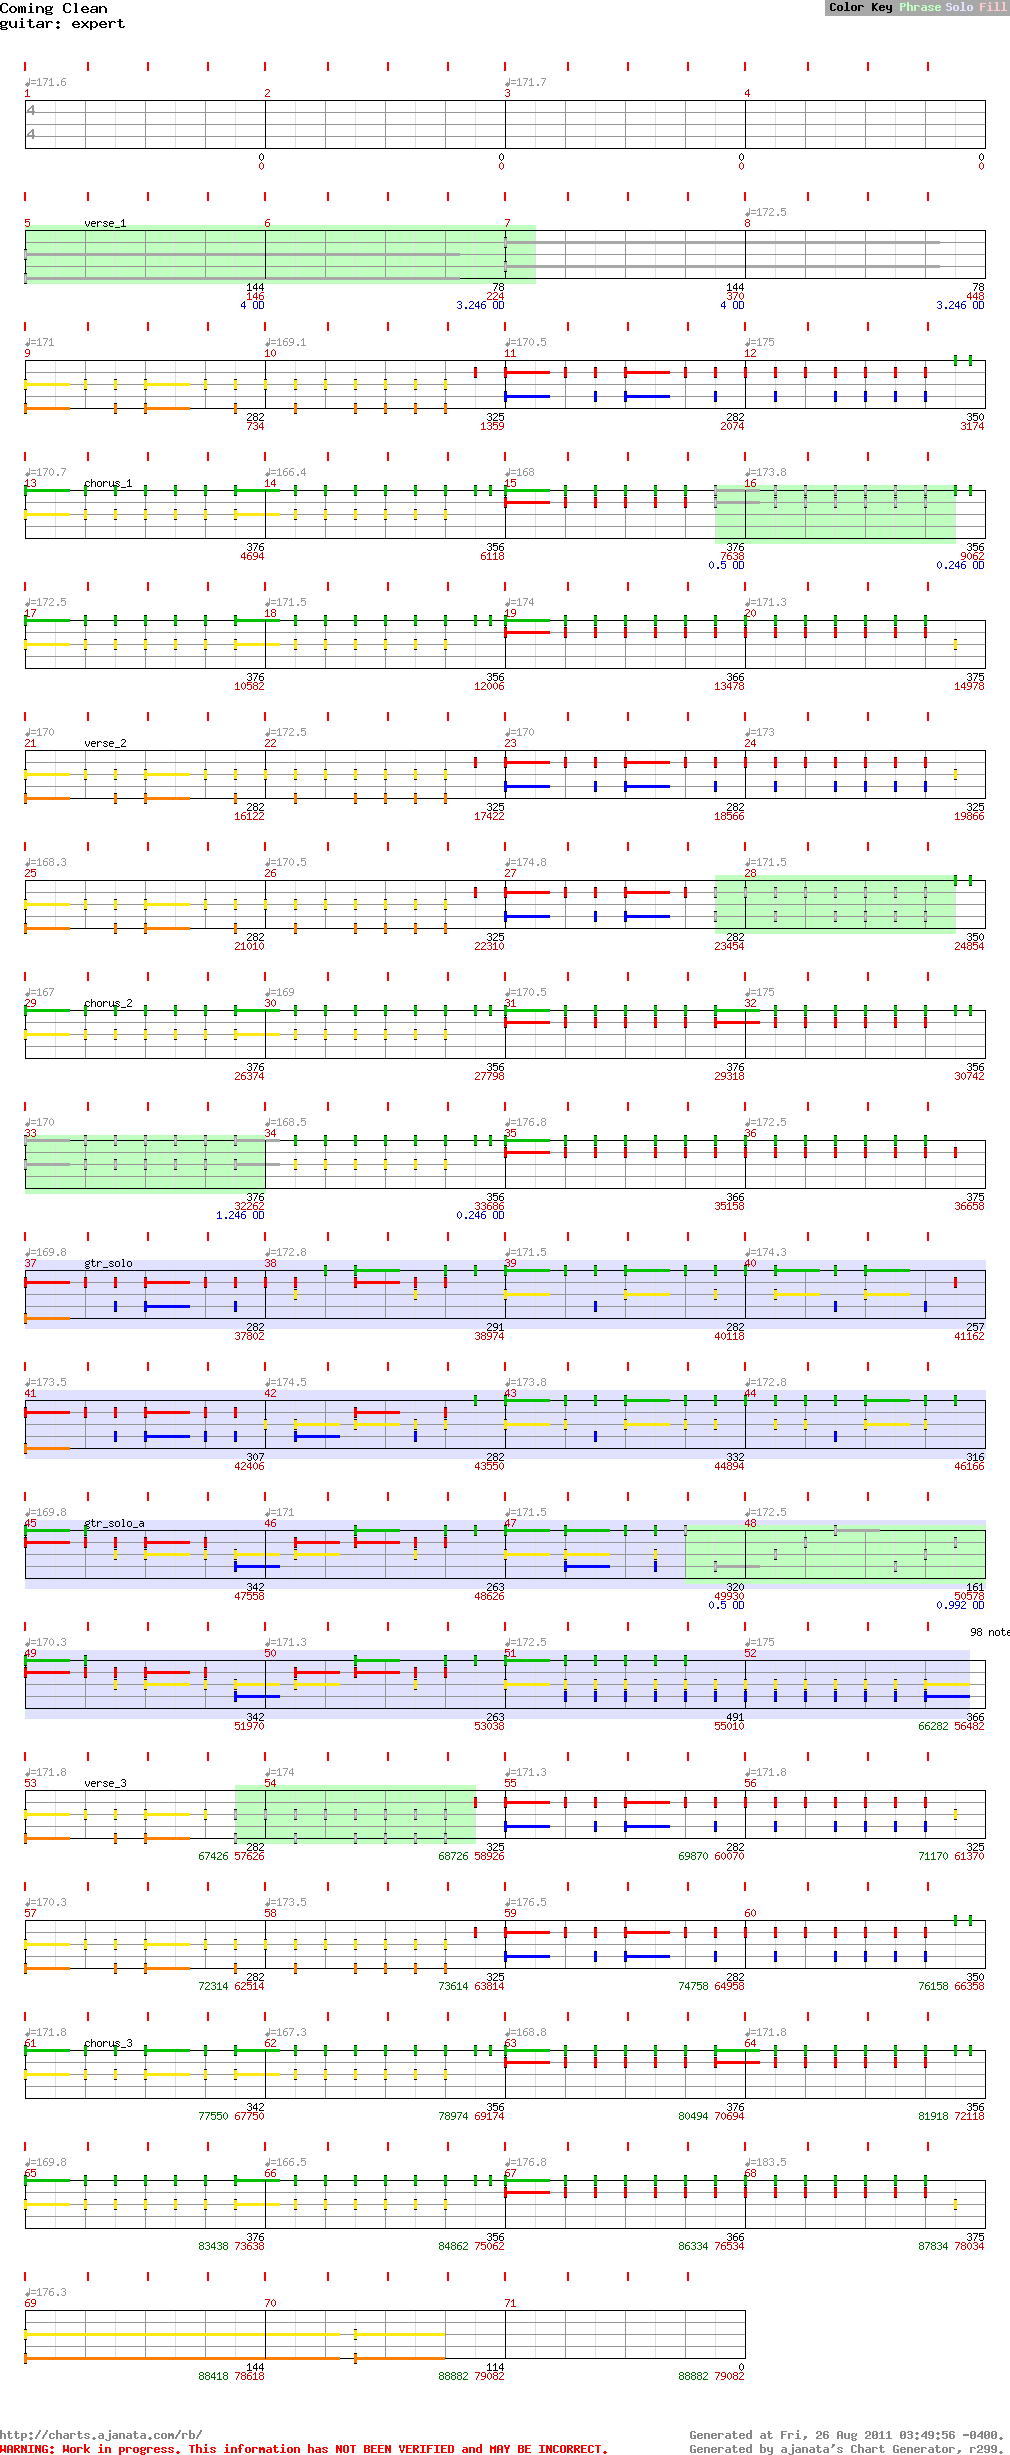 Coming Clean
Color Key Phrase Solo Fill
guitar: expert
♩=171.6 ♩=171.7
1 2 3 4
4
4
0 0 0 0
0 0 0 0
♩=172.5
5 verse_1 6 7 8
144 78 144 78
146 224 370 448
4 OD 3.246 OD 4 OD 3.246 OD
♩=171 ♩=169.1 ♩=170.5 ♩=175
9 10 11 12
282 325 282 350
734 1359 2074 3174
♩=170.7 ♩=166.4 ♩=168 ♩=173.8
13 chorus_1 14 15 16
376 356 376 356
4694 6118 7638 9062
0.5 OD 0.246 OD
♩=172.5 ♩=171.5 ♩=174 ♩=171.3
17 18 19 20
376 356 366 375
10582 12006 13478 14978
♩=170 ♩=172.5 ♩=170 ♩=173
21 verse_2 22 23 24
282 325 282 325
16122 17422 18566 19866
♩=168.3 ♩=170.5 ♩=174.8 ♩=171.5
25 26 27 28
282 325 282 350
21010 22310 23454 24854
♩=167 ♩=169 ♩=170.5 ♩=175
29 chorus_2 30 31 32
376 356 376 356
26374 27798 29318 30742
♩=170 ♩=168.5 ♩=176.8 ♩=172.5
33 34 35 36
376 356 366 375
32262 33686 35158 36658
1.246 OD 0.246 OD
♩=169.8 ♩=172.8 ♩=171.5 ♩=174.3
37 gtr_solo 38 39 40
282 291 282 257
37802 38974 40118 41162
♩=173.5 ♩=174.5 ♩=173.8 ♩=172.8
41 42 43 44
307 282 332 316
42406 43550 44894 46166
♩=169.8 ♩=171 ♩=171.5 ♩=172.5
45 gtr_solo_a 46 47 48
342 263 320 161
47558 48626 49930 50578
0.5 OD 0.992 OD
98 note
♩=170.3 ♩=171.3 ♩=172.5 ♩=175
49 50 51 52
342 263 491 366
51970 53038 55010 66282 56482
♩=171.8 ♩=174 ♩=171.3 ♩=171.8
53 verse_3 54 55 56
282 325 282 325
67426 57626 68726 58926 69870 60070 71170 61370
♩=170.3 ♩=173.5 ♩=176.5
57 58 59 60
282 325 282 350
72314 62514 73614 63814 74758 64958 76158 66358
♩=171.8 ♩=167.3 ♩=168.8 ♩=171.8
61 chorus_3 62 63 64
342 356 376 356
77550 67750 78974 69174 80494 70694 81918 72118
♩=169.8 ♩=166.5 ♩=176.8 ♩=183.5
65 66 67 68
376 356 366 375
83438 73638 84862 75062 86334 76534 87834 78034
♩=176.3
69 70 71
144 114 0
88418 78618 88882 79082 88882 79082
http://charts.ajanata.com/rb/
Generated at Fri, 26 Aug 2011 03:49:56 -0400.
WARNING: Work in progress. This information has NOT BEEN VERIFIED and MAY BE INCORRECT.
Generated by ajanata's Chart Generator, r299.